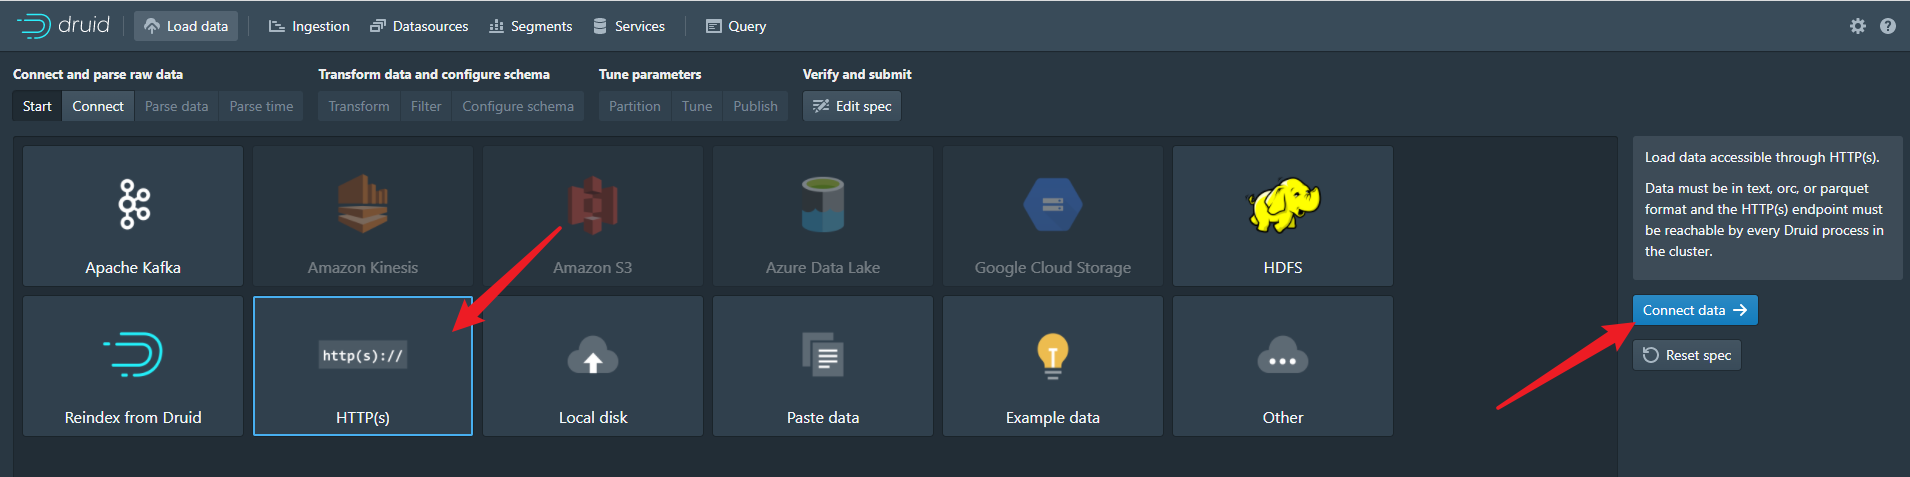 druid Load data Ingestion Datasources Segments Services Query
Connect and parse raw data Transform data and configure schema Tune parameters Verify and submit
Start Connect Parse data Parse time Transform Filter Configure schema Partition Tune Publish Edit spec
Apache Kafka Amazon Kinesis Amazon S3 Azure Data Lake Google Cloud Storage HDFS
http(s)://
Reindex from Druid HTTP(s) Local disk Paste data Example data Other
Load data accessible through HTTP(s).
Data must be in text, orc, or parquet
format and the HTTP(s) endpoint must
be reachable by every Druid process in
the cluster.
Connect data
Reset spec